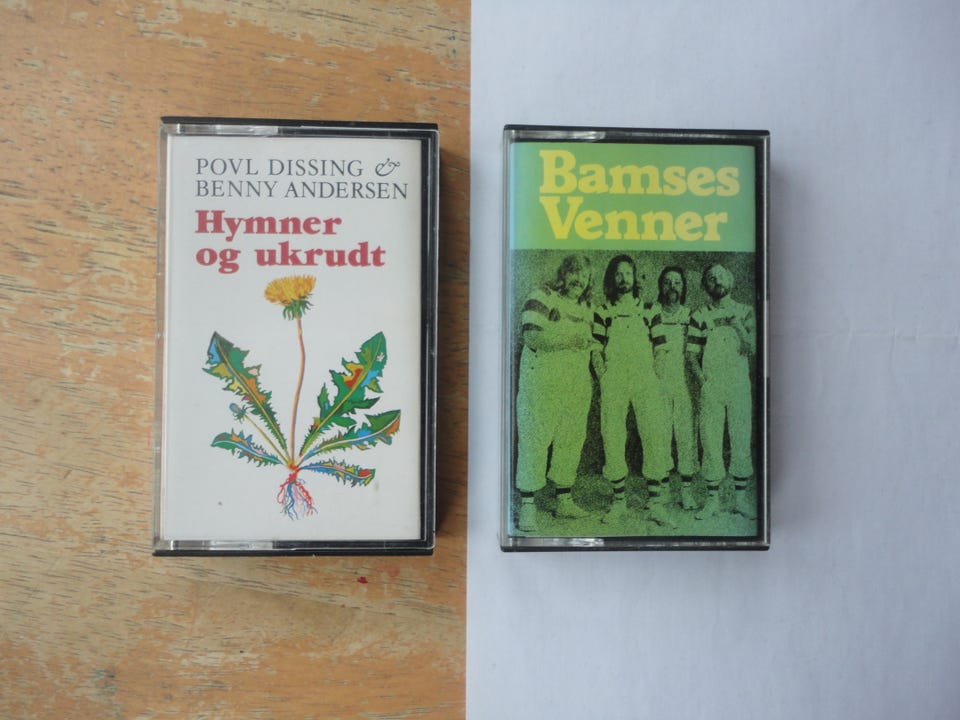 POVL DISSING &
BENNY ANDERSEN
Hymner
og ukrudt
Bamses
Venner